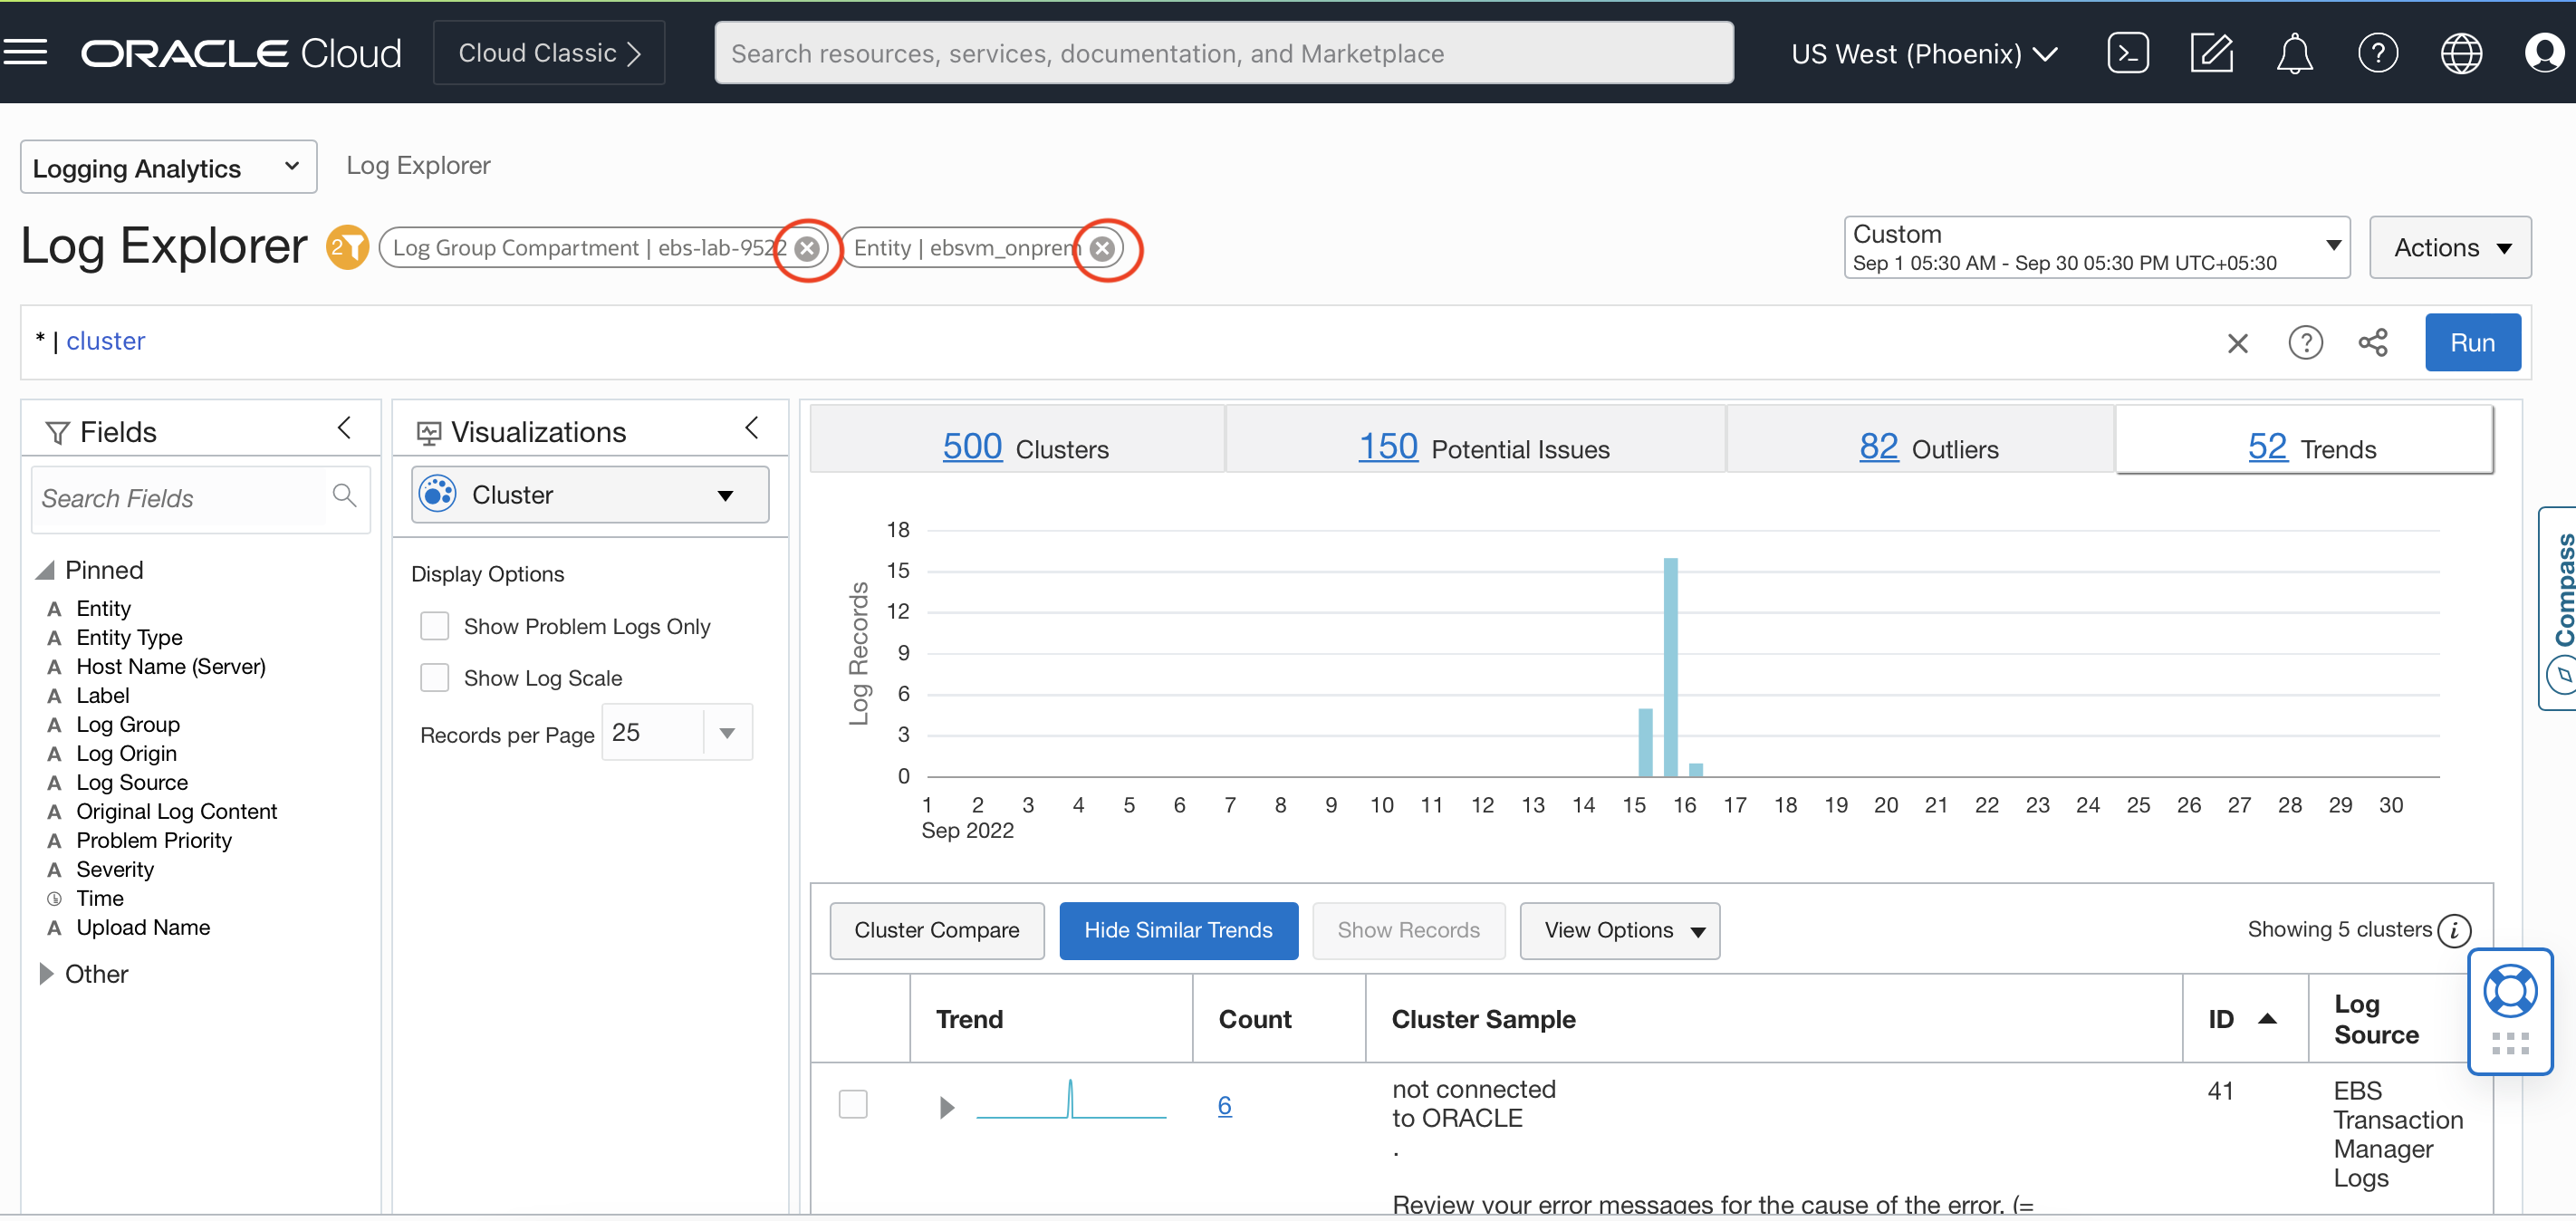 ORACLE Cloud
Cloud Classic
Search resources, services, documentation, and Marketplace
US West (Phoenix)
Logging Analytics
Log Explorer
Log Explorer
2
Log Group Compartment | ebs-lab-9522
Entity | ebsvm_onprem
Custom
Sep 1 05:30 AM - Sep 30 05:30 PM UTC+05:30
Actions
* | cluster
Run
Fields
Search Fields
Pinned
A Entity
A Entity Type
A Host Name (Server)
A Label
A Log Group
A Log Origin
A Log Source
A Original Log Content
A Problem Priority
A Severity
Time
A Upload Name
Other
Visualizations
Cluster
Display Options
Show Problem Logs Only
Show Log Scale
Records per Page 25
500 Clusters
150 Potential Issues
82 Outliers
52 Trends
Log Records
18
15
12
9
6
3
0
1 2 3 4 5 6 7 8 9 10 11 12 13 14 15 16 17 18 19 20 21 22 23 24 25 26 27 28 29 30
Sep 2022
Compass
Cluster Compare
Hide Similar Trends
Show Records
View Options
Showing 5 clusters
Trend
Count
Cluster Sample
ID
Log
Source
6
not connected
to ORACLE
.
Review your error messages for the cause of the error. (=
41
EBS
Transaction
Manager
Logs